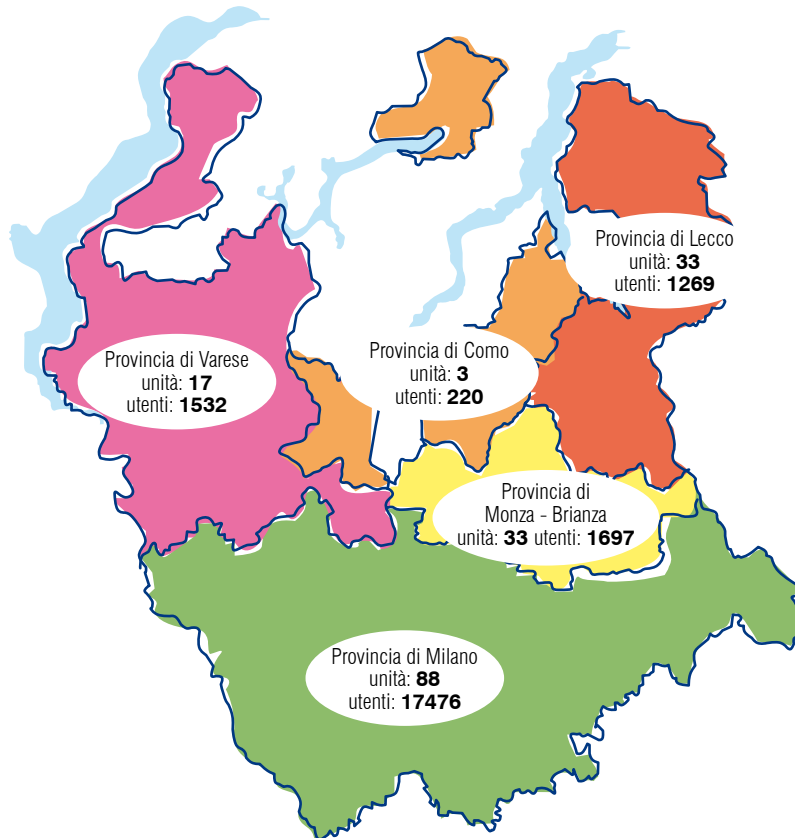 Provincia di Lecco
unità: 33
utenti: 1269
Provincia di Varese
unità: 17
utenti: 1532
Provincia di Como
unità: 3
utenti: 220
Provincia di
Monza - Brianza
unità: 33 utenti: 1697
Provincia di Milano
unità: 88
utenti: 17476